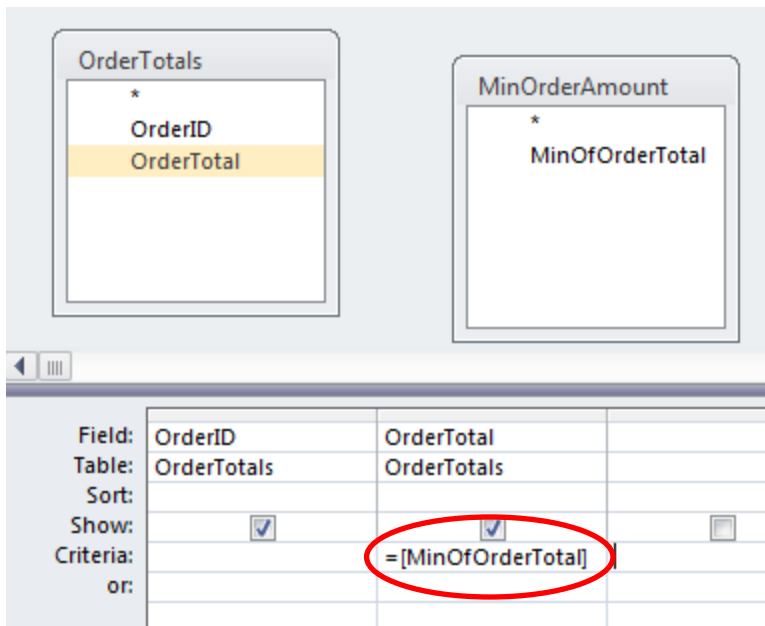 OrderTotals
*
OrderID
OrderTotal
MinOrderAmount
*
MinOfOrderTotal
Field: OrderID OrderTotal
Table: OrderTotals OrderTotals
Sort:
Show:
Criteria: =[MinOfOrderTotal]
or: